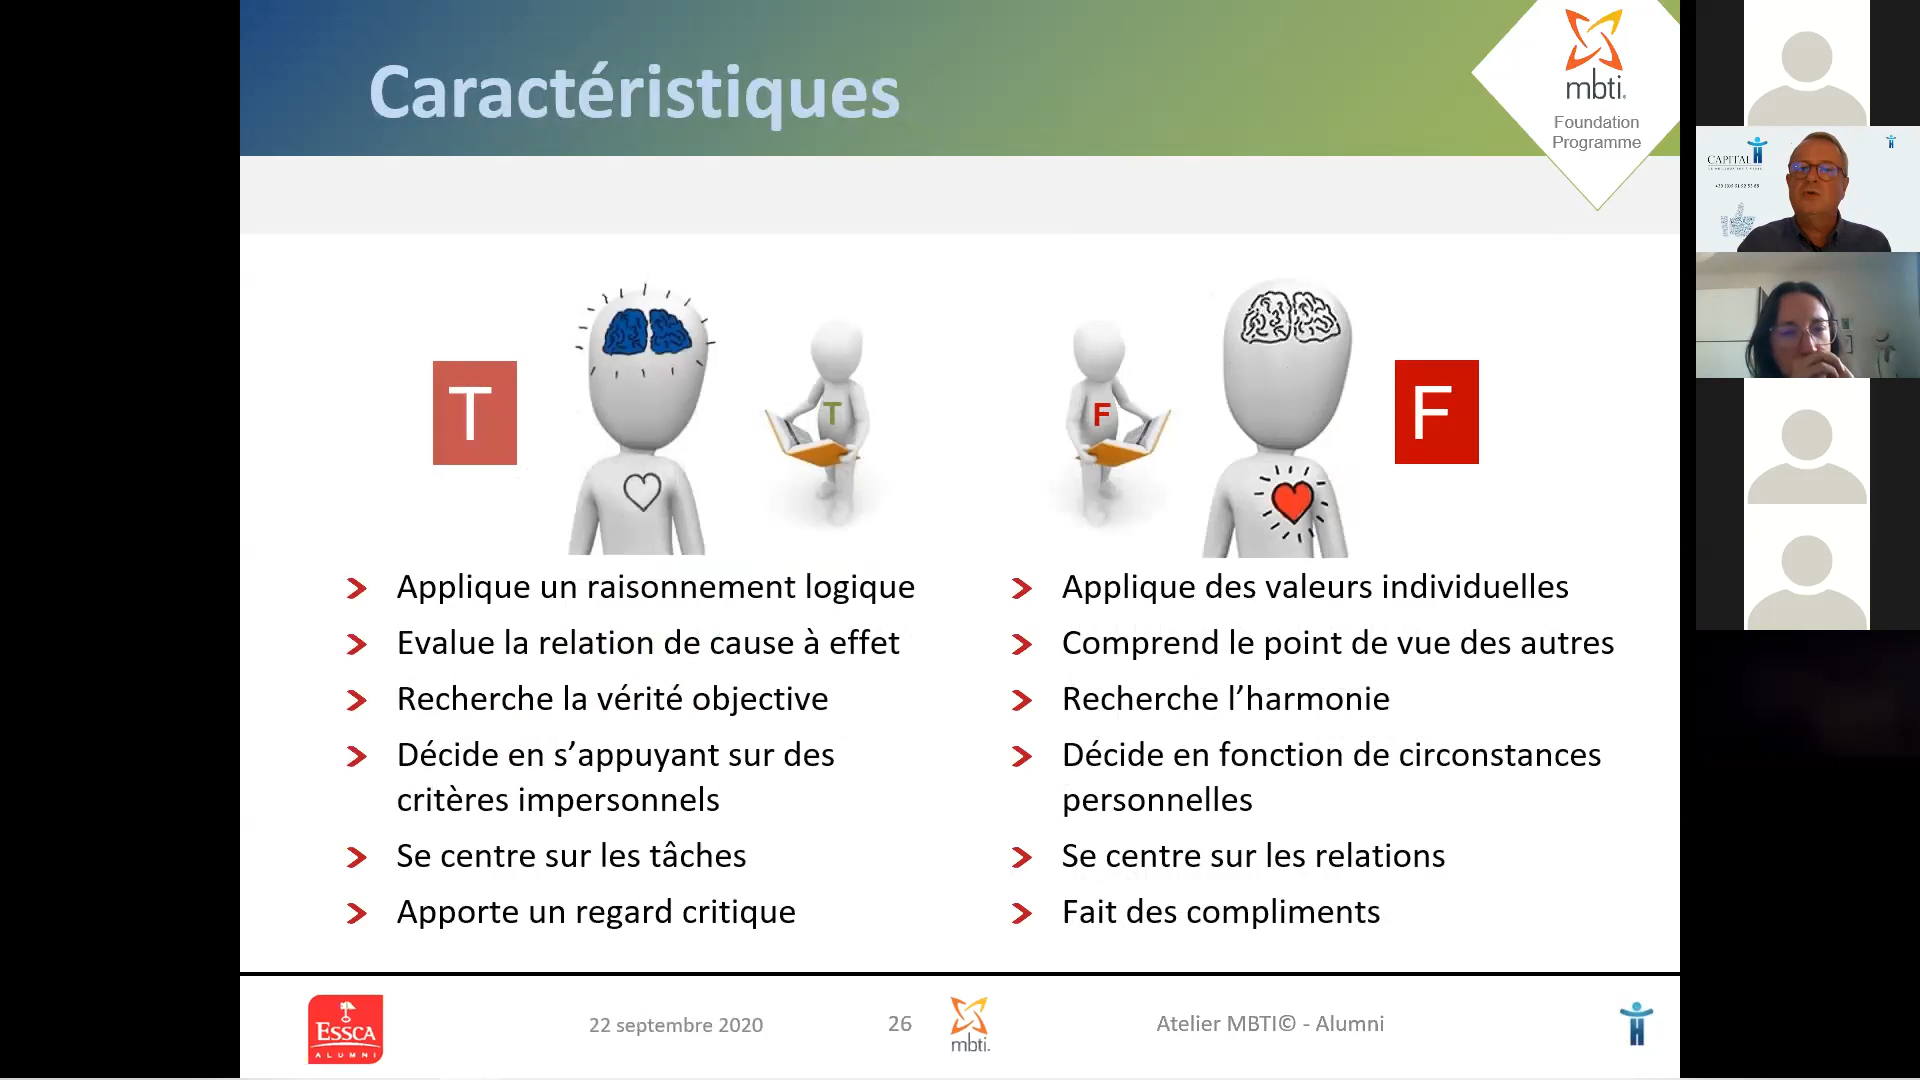 Caractéristiques
mbti.
Foundation
Programme
T
T
F
F
Applique un raisonnement logique
Evalue la relation de cause à effet
Recherche la vérité objective
Décide en s’appuyant sur des
critères impersonnels
Se centre sur les tâches
Apporte un regard critique
Applique des valeurs individuelles
Comprend le point de vue des autres
Recherche l’harmonie
Décide en fonction de circonstances
personnelles
Se centre sur les relations
Fait des compliments
ESSCA
ALUMNI
22 septembre 2020
26
mbti.
Atelier MBTI© - Alumni
H
CAPITAL H